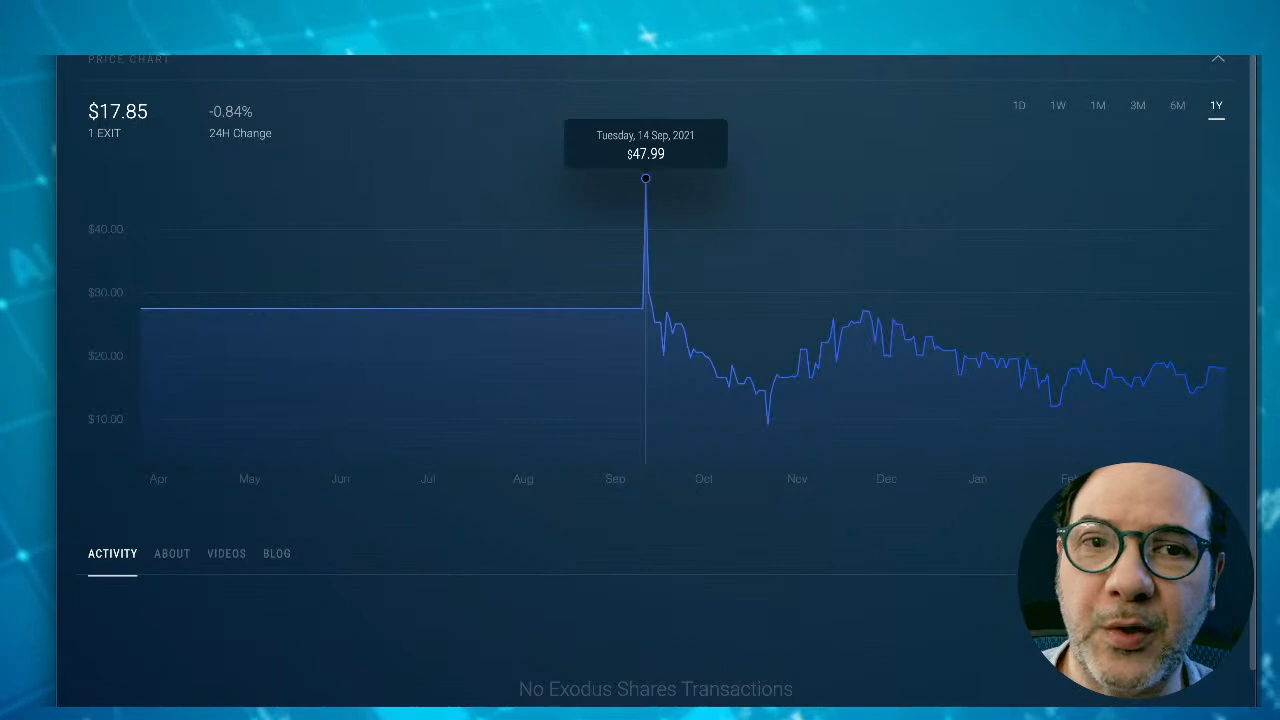 PRICE CHART
$17.85
-0.84%
1D 1W 1M 3M 6M 1Y
1 EXIT
24H Change
Tuesday, 14 Sep, 2021
$47.99
$40.00
$30.00
$20.00
$10.00
Apr May Jun Jul Aug Sep Oct Nov Dec Jan
ACTIVITY ABOUT VIDEOS BLOG
No Exodus Shares Transactions